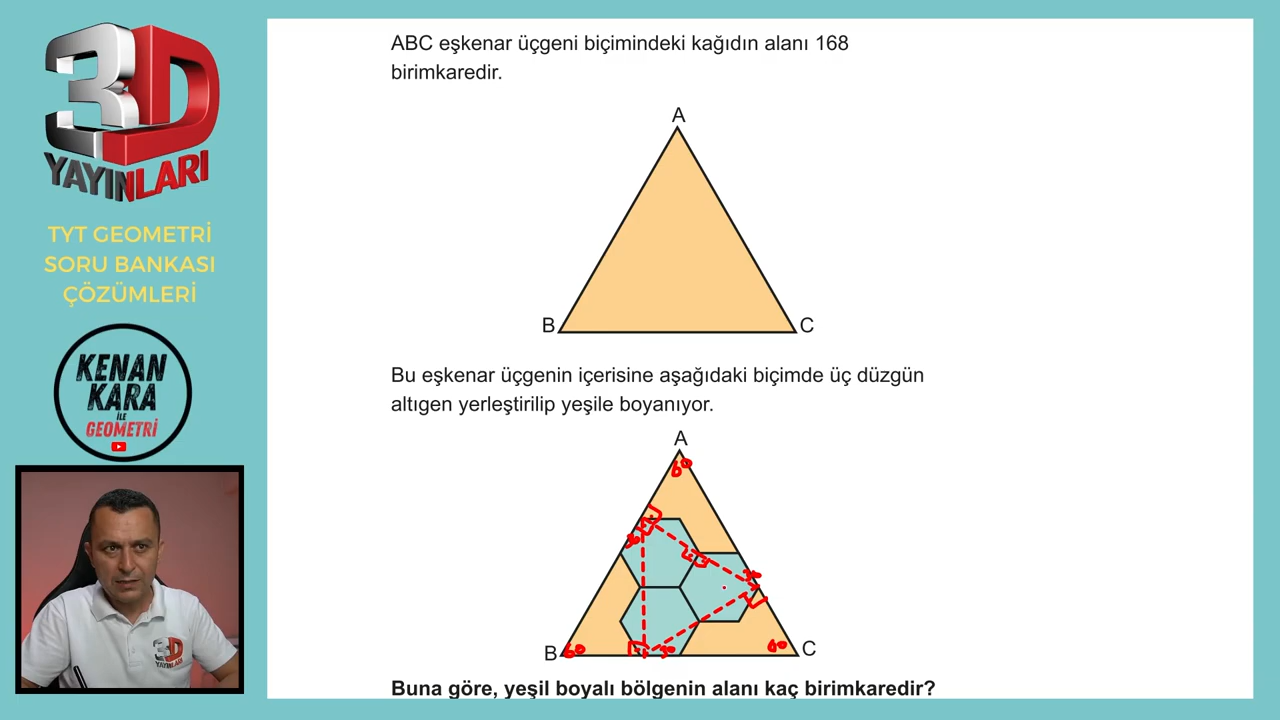 3D
YAYINLARI
TYT GEOMETRİ
SORU BANKASI
ÇÖZÜMLERİ
KENAN
KARA
İLE
GEOMETRİ
3D
YAYINLARI
ABC eşkenar üçgeni biçimindeki kağıdın alanı 168
birimkaredir.
A
B
C
Bu eşkenar üçgenin içerisine aşağıdaki biçimde üç düzgün
altıgen yerleştirilip yeşile boyanıyor.
A
60
B
60
60
C
Buna göre, yeşil boyalı bölgenin alanı kaç birimkaredir?